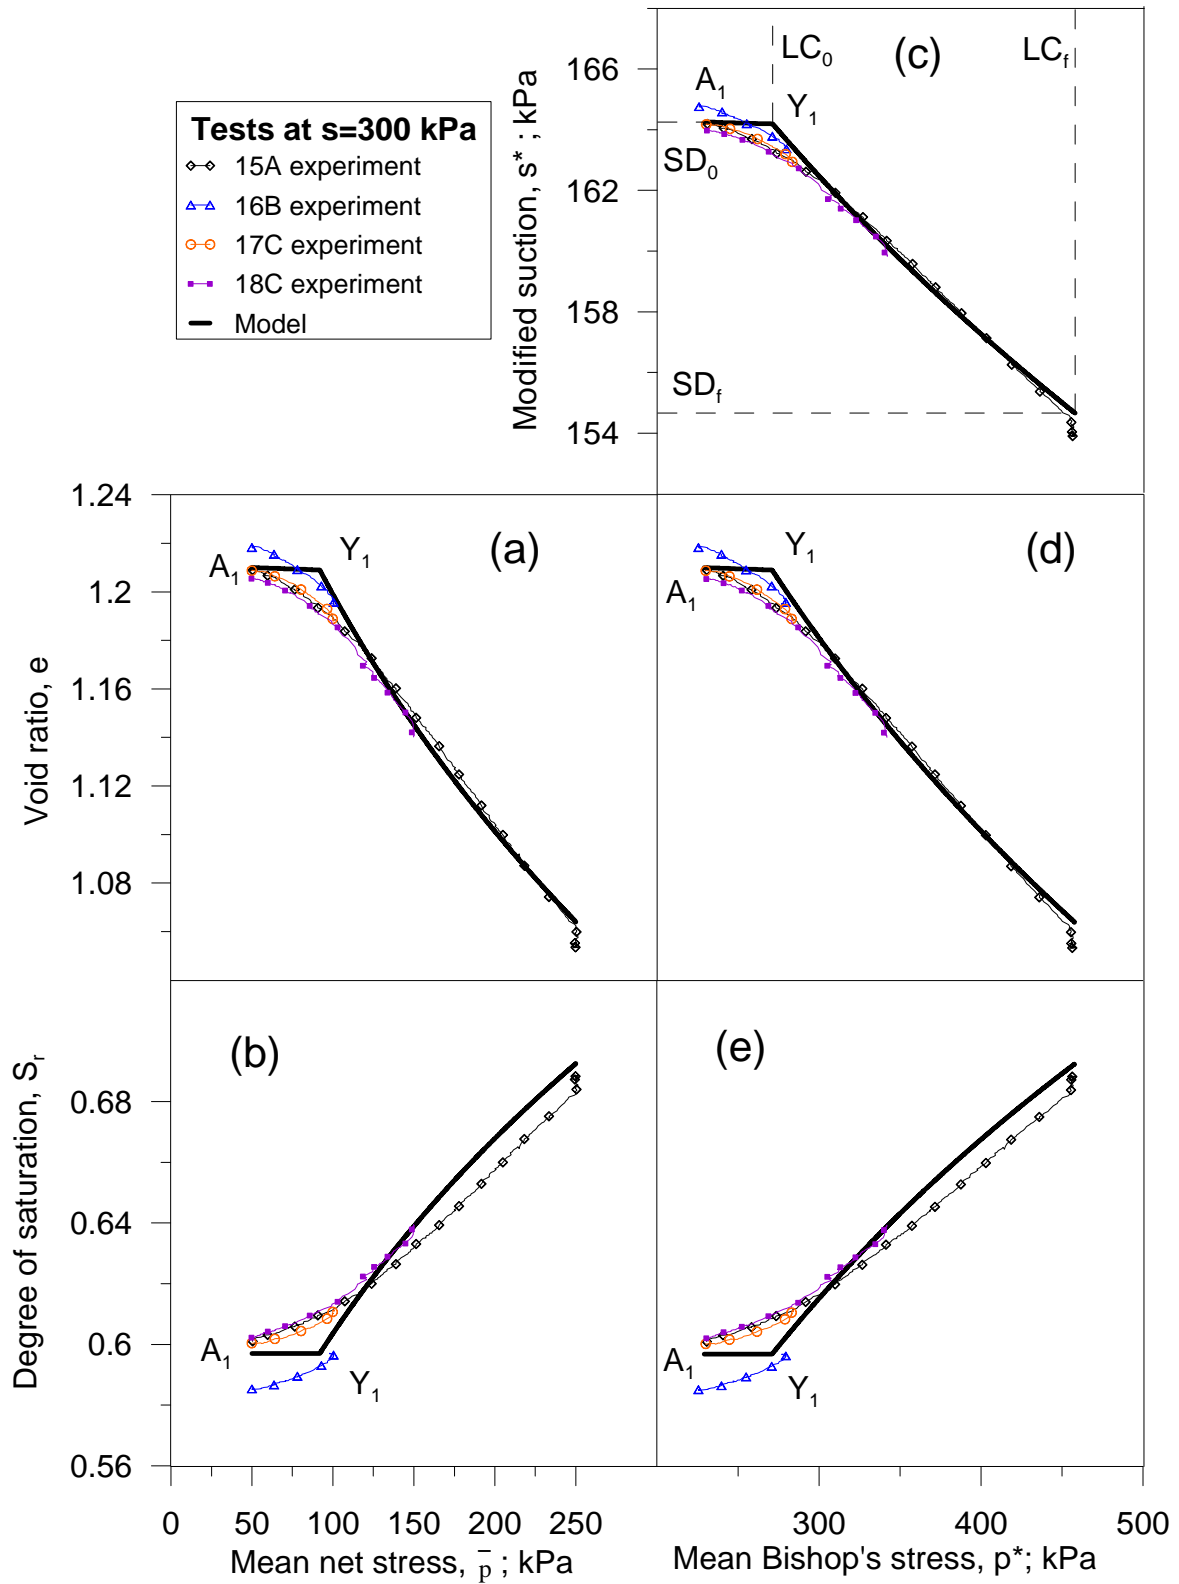 LC0
(c)
LCf
166
A1
Y1
Tests at s=300 kPa
15A experiment
16B experiment
17C experiment
18C experiment
Model
Modified suction, s* ; kPa
SD0
162
158
SDf
154
1.24
(a)
(d)
Y1
Y1
A1
A1
1.2
Void ratio, e
1.16
1.12
1.08
(b)
(e)
Degree of saturation, Sr
0.68
0.64
0.6
A1
Y1
A1
Y1
0.56
0 50 100 150 200 250
300 400 500
Mean net stress, p̄ ; kPa
Mean Bishop's stress, p*; kPa